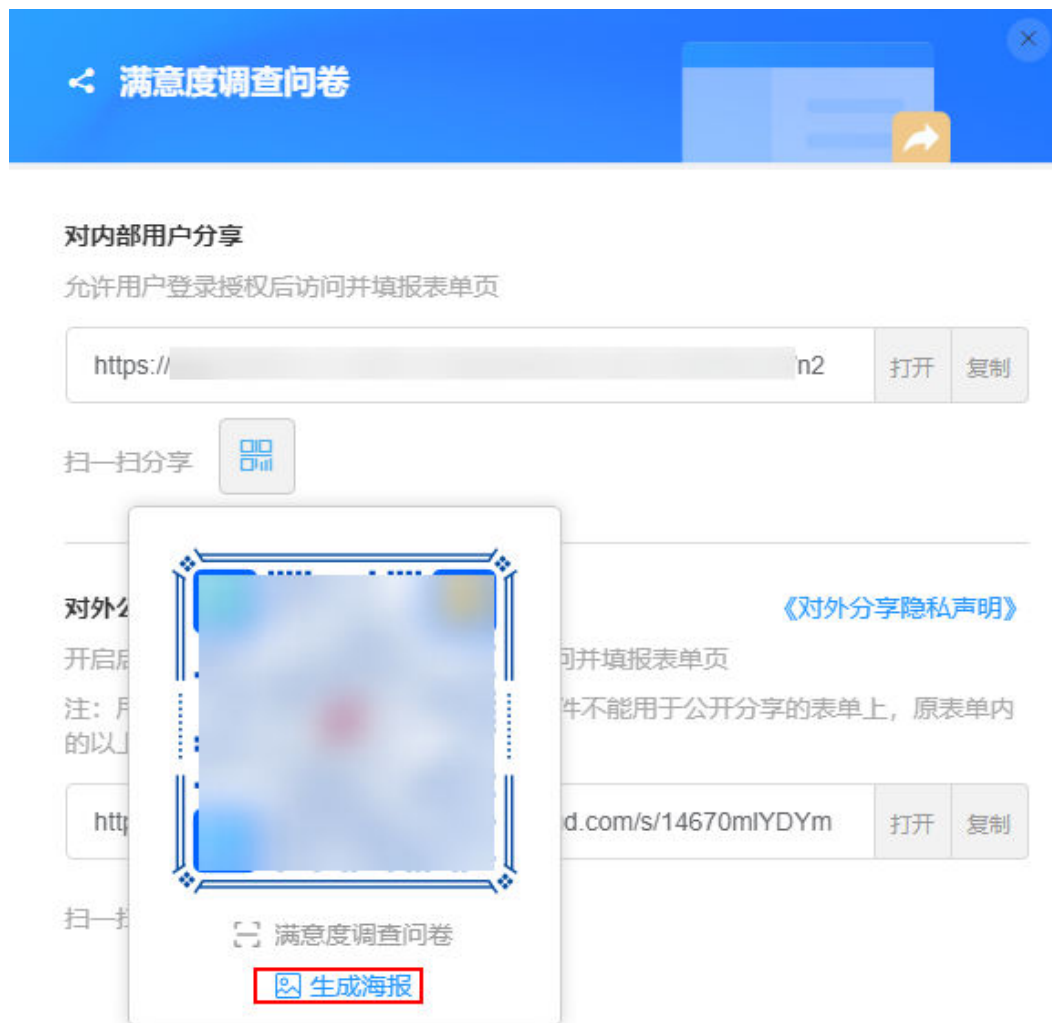 满意度调查问卷
对内部用户分享
允许用户登录授权后访问并填报表单页
https:// n2 打开 复制
扫一扫分享
对外 《对外分享隐私声明》
开启 并填报表单页
注： 件不能用于公开分享的表单上，原表单内
的以
http d.com/s/14670mlYDYm 打开 复制
扫一
满意度调查问卷
生成海报